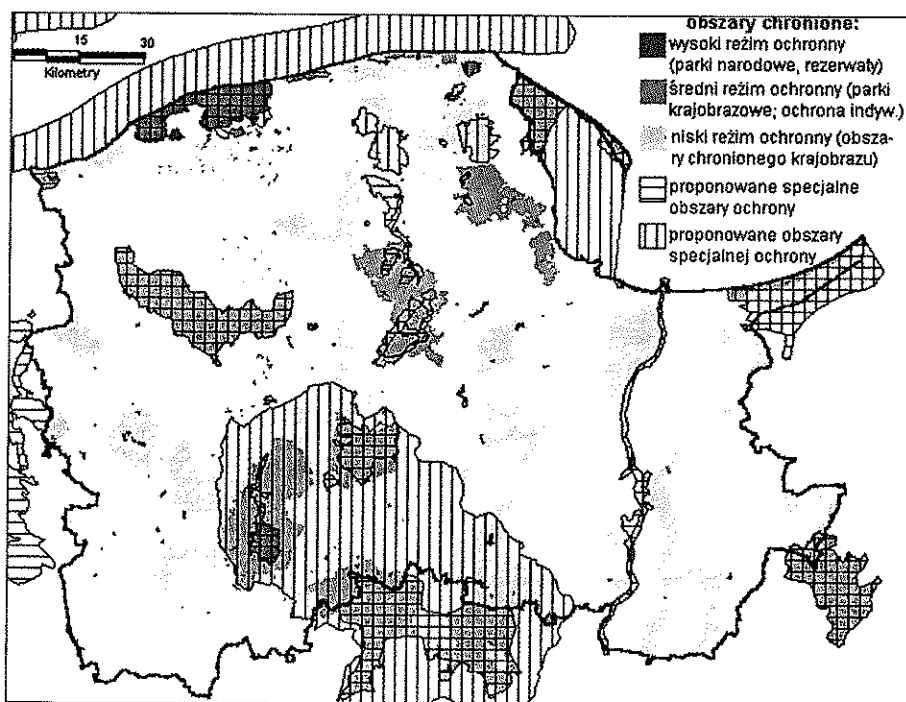 15 30
Kilometry
obszary chronione:
wysoki reżim ochronny
(parki narodowe, rezerwaty)
średni reżim ochronny (parki
krajobrazowe; ochrona indyw.)
niski reżim ochronny (obsza-
ry chronionego krajobrazu)
proponowane specjalne
obszary ochrony
proponowane obszary
specjalnej ochrony